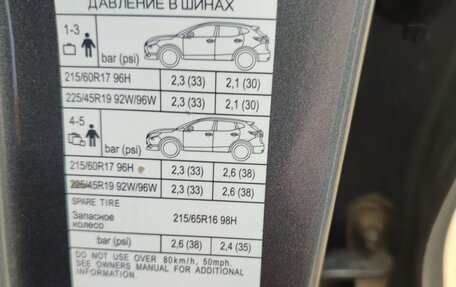 ДАВЛЕНИЕ В ШИНАХ
1-3
bar (psi)
215/60R17 96H 2,3 (33) 2,1 (30)
225/45R19 92W/96W 2,3 (33) 2,1 (30)
4-5
bar (psi)
215/60R17 96H 2,3 (33) 2,6 (38)
225/45R19 92W/96W 2,3 (33) 2,6 (38)
SPARE TIRE
Запасное колесо 215/65R16 98H
bar (psi) 2,6 (38) 2,4 (35)
DO NOT USE OVER 80km/h, 50mph.
SEE OWNERS MANUAL FOR ADDITIONAL
INFORMATION.